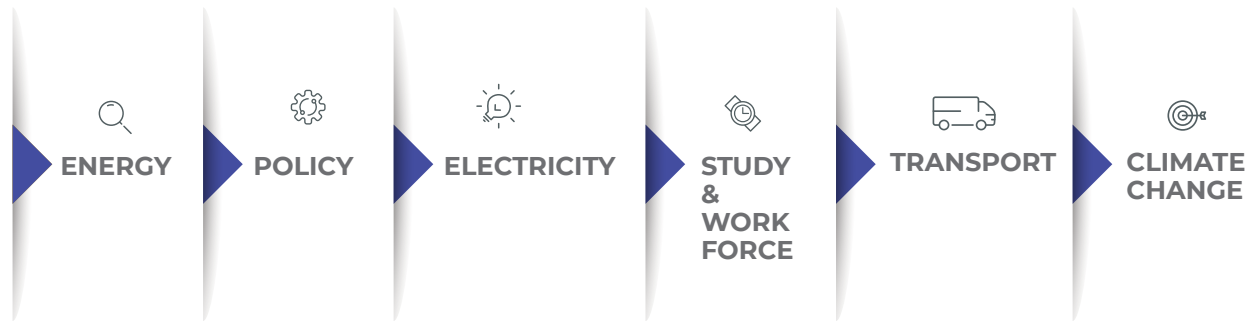 ENERGY
POLICY
ELECTRICITY
STUDY
&
WORK
FORCE
TRANSPORT
CLIMATE
CHANGE